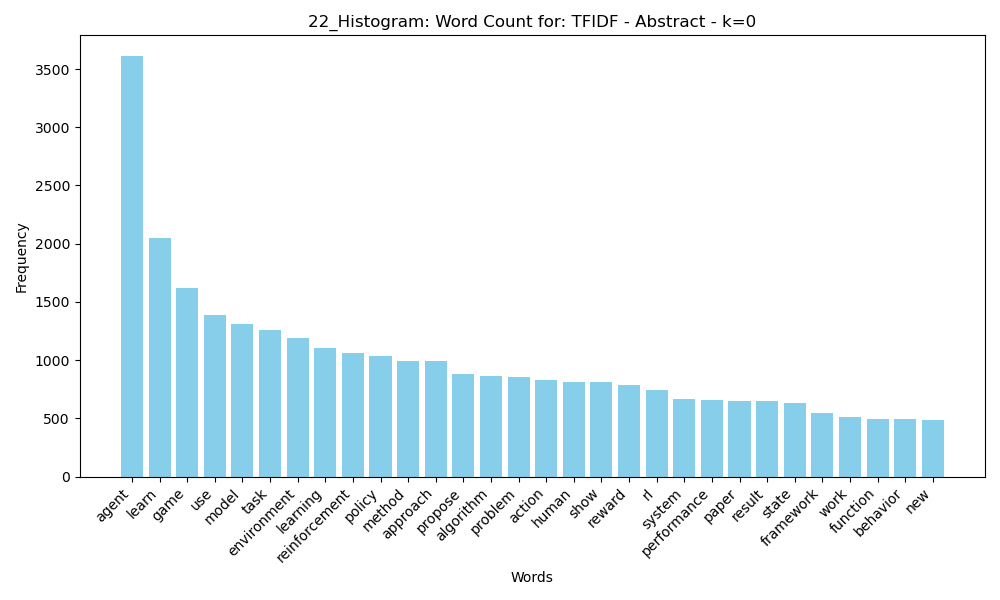 22_Histogram: Word Count for: TFIDF - Abstract - k=0
Frequency
3500
3000
2500
2000
1500
1000
500
0
agent
learn
game
use
model
task
environment
learning
reinforcement
policy
method
approach
propose
algorithm
problem
action
human
show
reward
rl
system
performance
paper
result
state
framework
work
function
behavior
new
Words